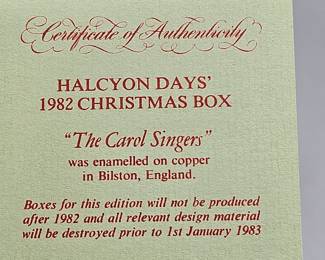 Certificate of Authenticity
HALCYON DAYS'
1982 CHRISTMAS BOX
"The Carol Singers"
was enamelled on copper
in Bilston, England.
Boxes for this edition will not be produced
after 1982 and all relevant design material
will be destroyed prior to 1st January 1983